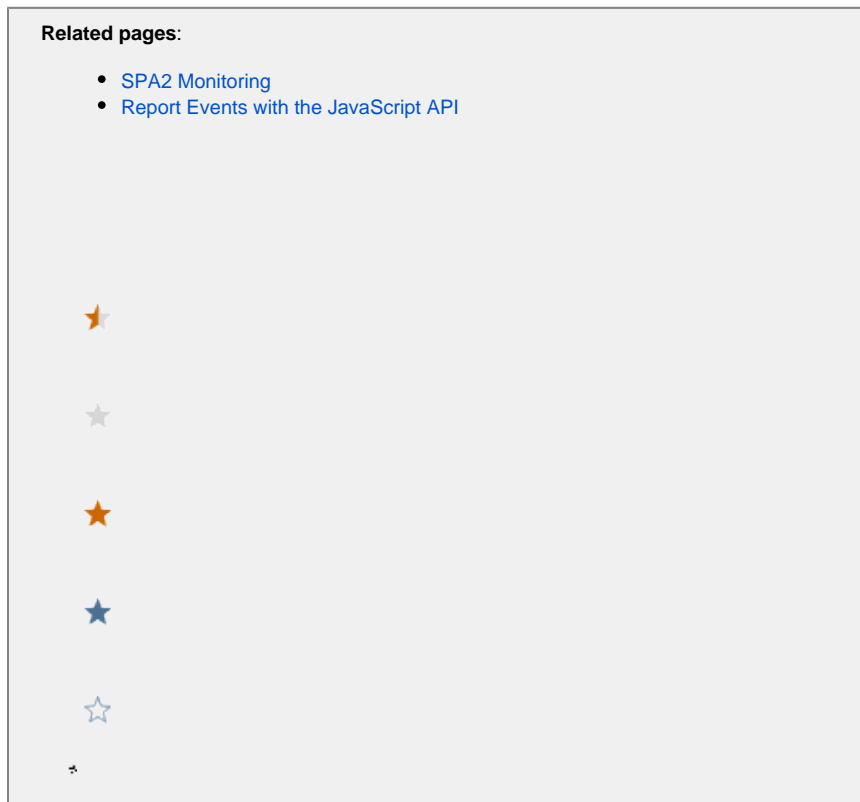 Related pages:
SPA2 Monitoring
Report Events with the JavaScript API